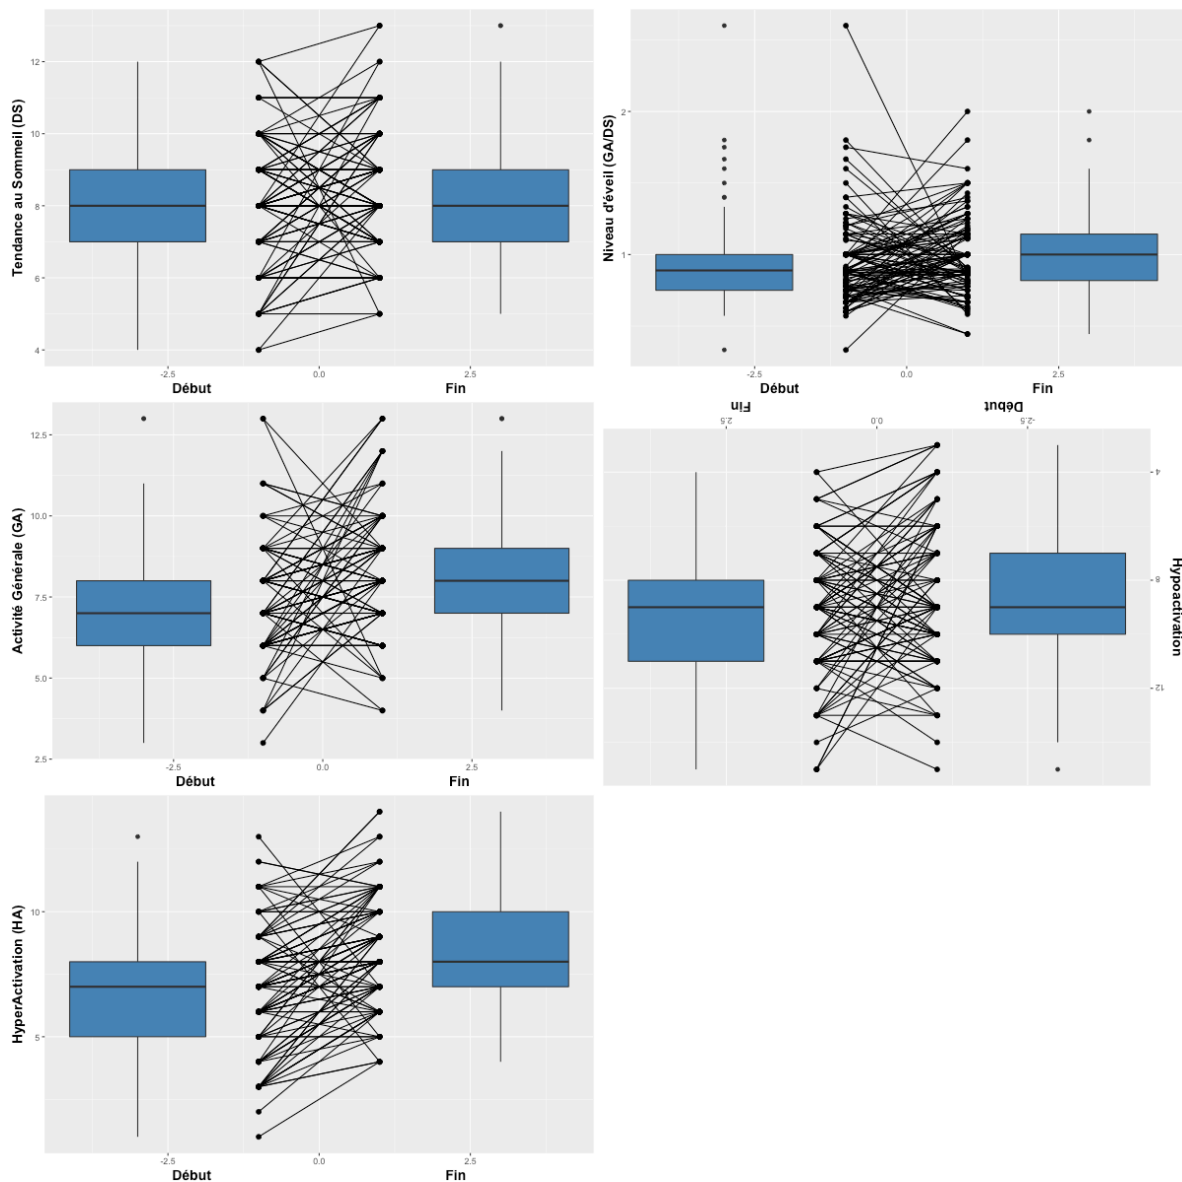 Tendance au Sommeil (DS)
12
10
8
6
4
-2.5 0.0 2.5
Début Fin
Niveau d'éveil (GA/DS)
2
1
-2.5 0.0 2.5
Début Fin
Activité Générale (GA)
12.5
10.0
7.5
5.0
2.5
-2.5 0.0 2.5
Début Fin
Fin Début
2.5 0.0 -2.5
4
8
12
Hypoactivation
HyperActivation (HA)
10
5
-2.5 0.0 2.5
Début Fin